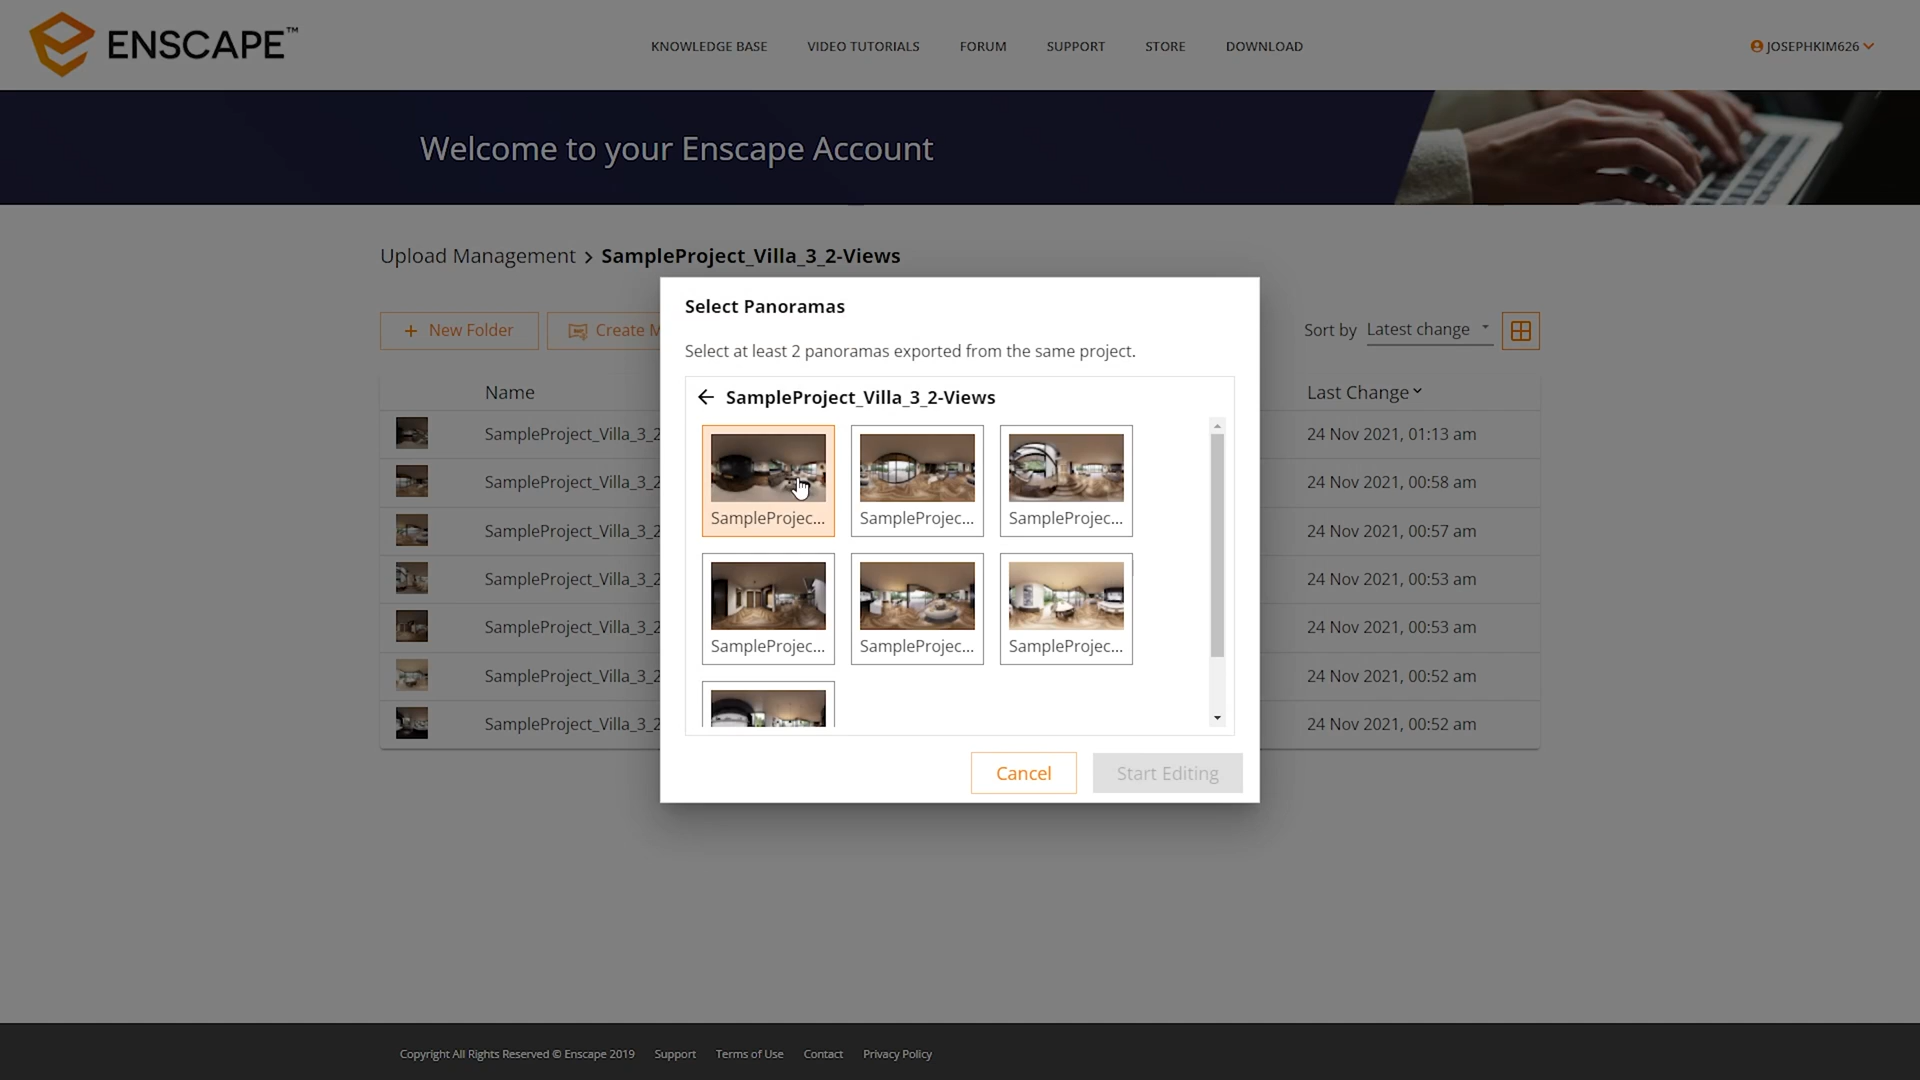 ENSCAPE™
KNOWLEDGE BASE
VIDEO TUTORIALS
FORUM
SUPPORT
STORE
DOWNLOAD
JOSEPHKIM626
Welcome to your Enscape Account
Upload Management > SampleProject_Villa_3_2-Views
+ New Folder
Create M
Sort by Latest change
Name
Last Change
SampleProject_Villa_3_2
24 Nov 2021, 01:13 am
SampleProject_Villa_3_2
24 Nov 2021, 00:58 am
SampleProject_Villa_3_2
24 Nov 2021, 00:57 am
SampleProject_Villa_3_2
24 Nov 2021, 00:53 am
SampleProject_Villa_3_2
24 Nov 2021, 00:53 am
SampleProject_Villa_3_2
24 Nov 2021, 00:52 am
SampleProject_Villa_3_2
24 Nov 2021, 00:52 am
Select Panoramas
Select at least 2 panoramas exported from the same project.
SampleProject_Villa_3_2-Views
SampleProjec...
SampleProjec...
SampleProjec...
SampleProjec...
SampleProjec...
SampleProjec...
Cancel
Start Editing
Copyright All Rights Reserved © Enscape 2019
Support
Terms of Use
Contact
Privacy Policy